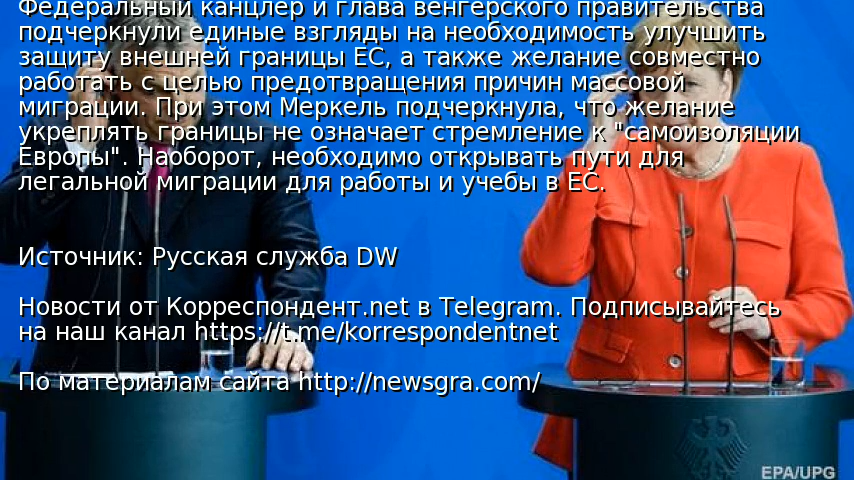 Федеральный канцлер и глава венгерского правительства
подчеркнули единые взгляды на необходимость улучшить
защиту внешней границы ЕС, а также желание совместно
работать с целью предотвращения причин массовой
миграции. При этом Меркель подчеркнула, что желание
укреплять границы не означает стремление к "самоизоляции
Европы". Наоборот, необходимо открывать пути для
легальной миграции для работы и учебы в ЕС.
Источник: Русская служба DW
Новости от Корреспондент.net в Telegram. Подписывайтесь
на наш канал https://t.me/korrespondentnet
По материалам сайта http://newsgra.com/
EPA/UPG